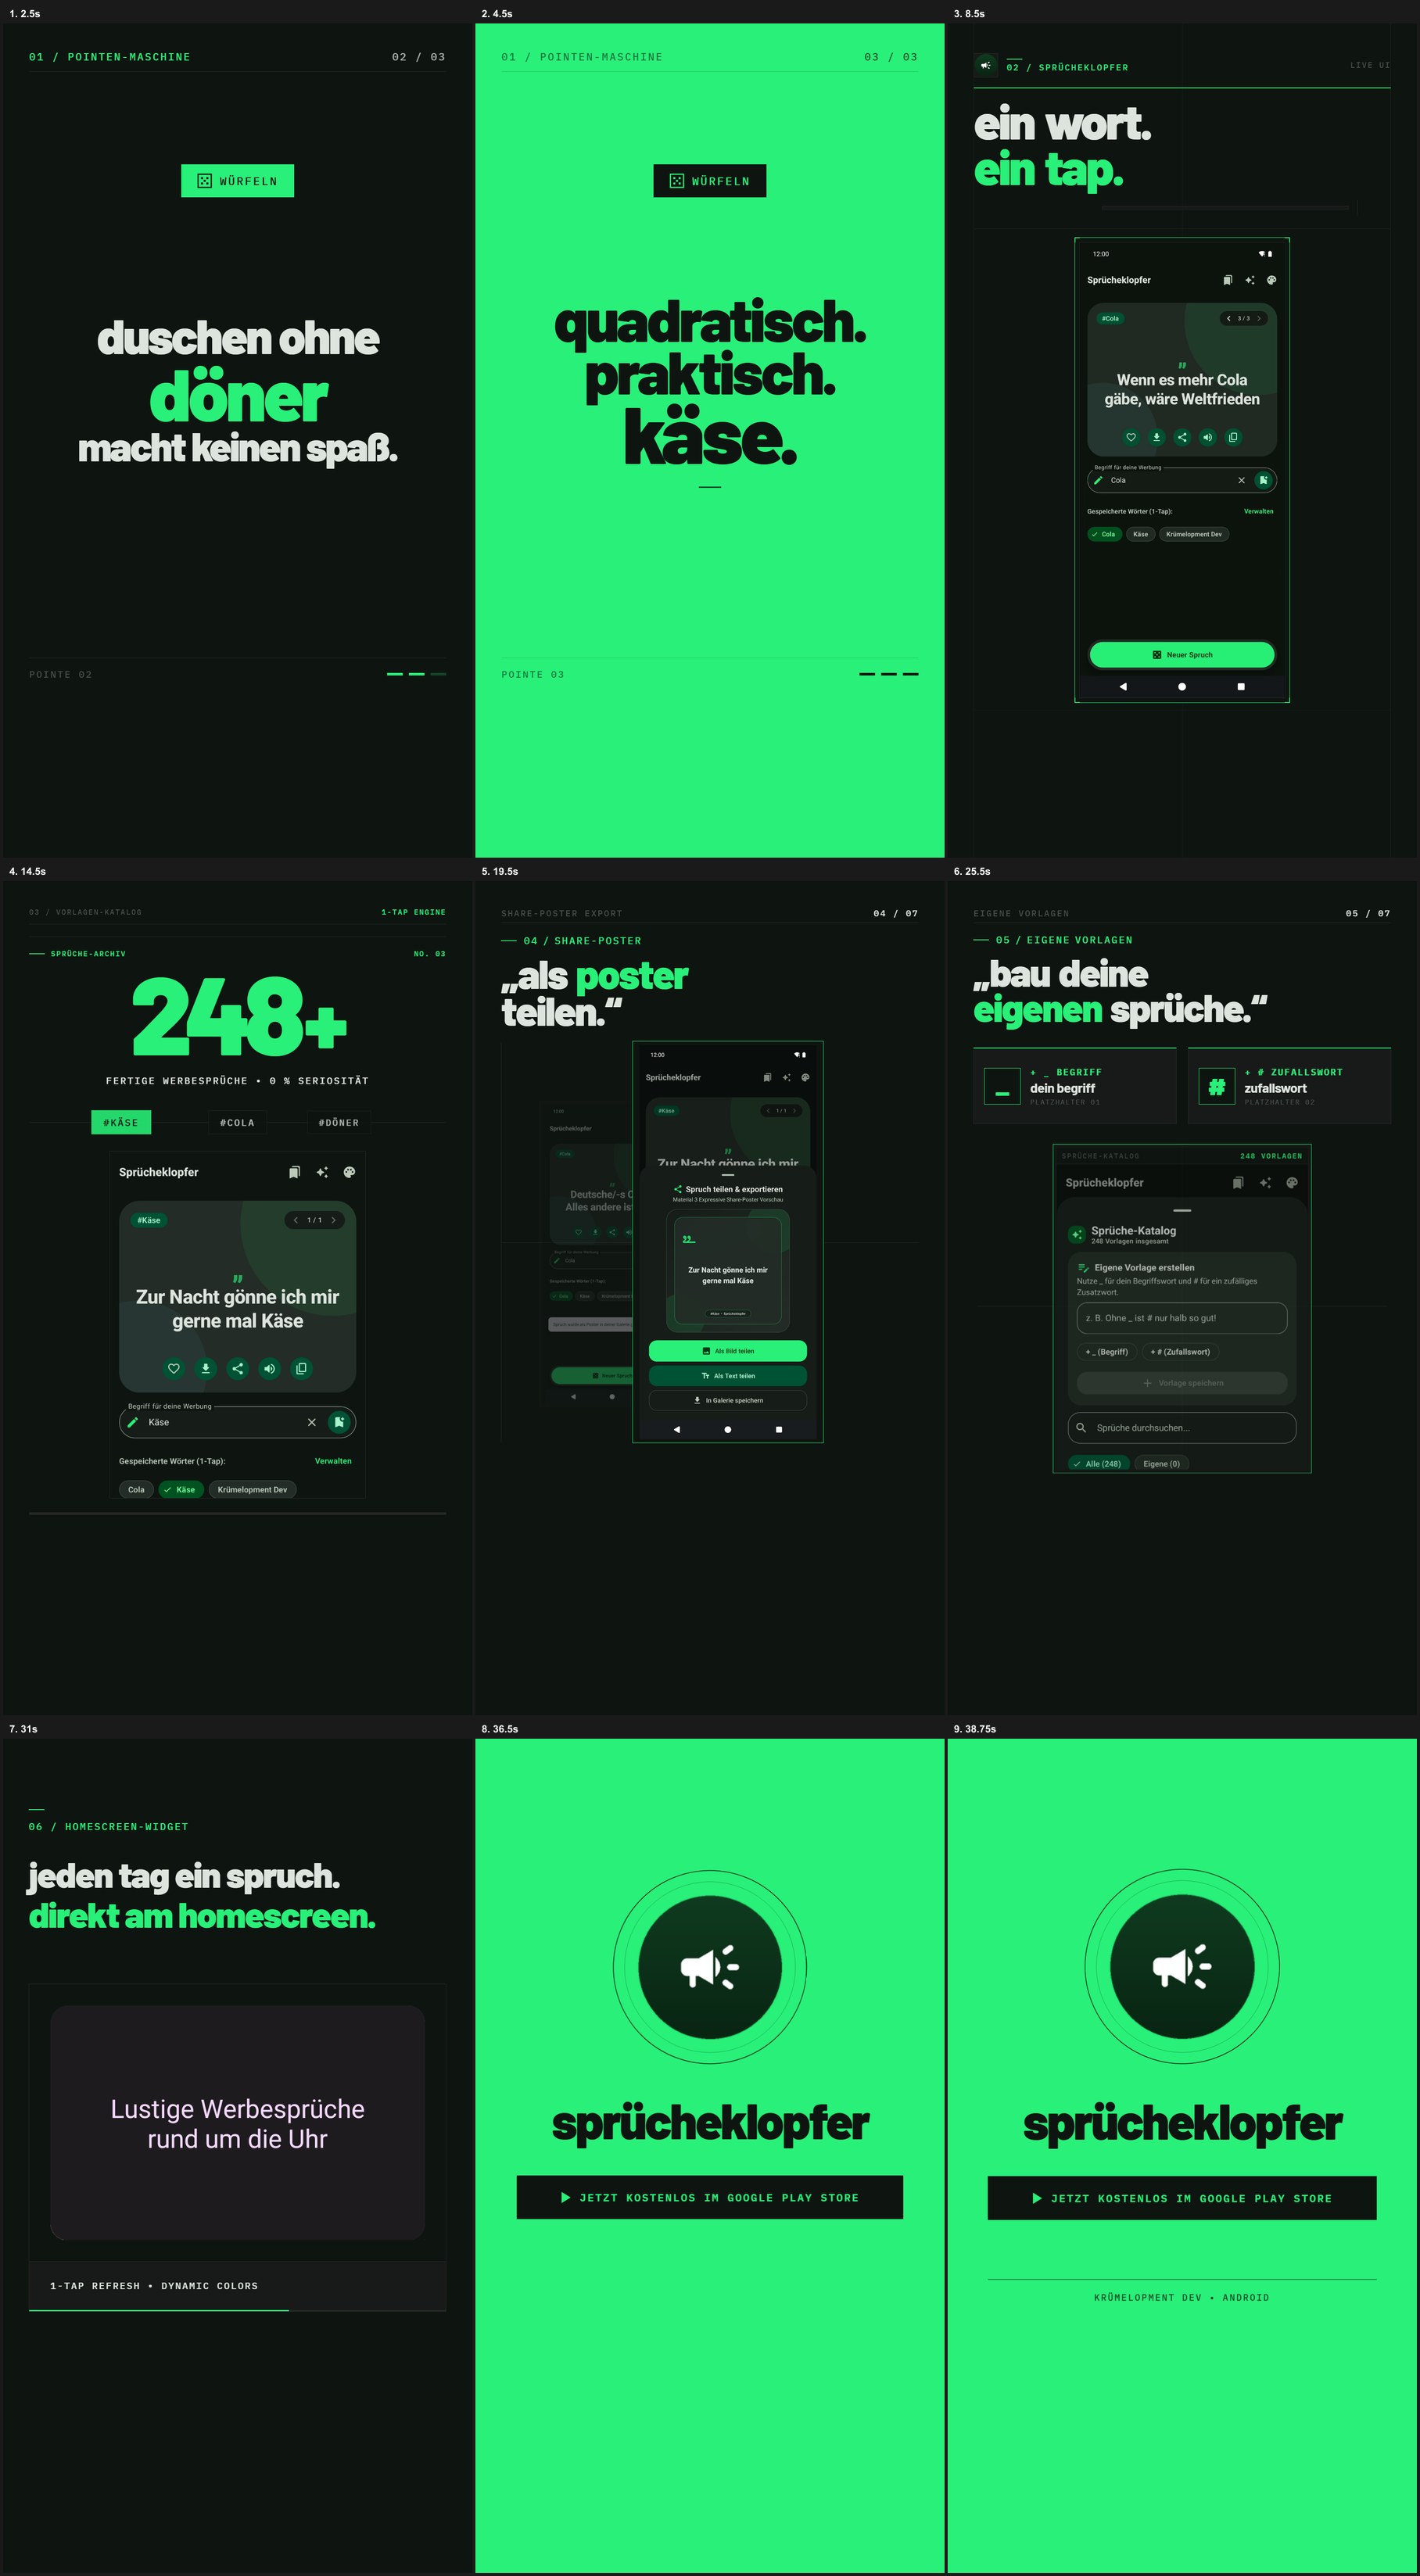 1. 2.5s
01 / POINTEN-MASCHINE
02 / 03
WÜRFELN
duschen ohne
döner
macht keinen spaß.
POINTE 02
2. 4.5s
01 / POINTEN-MASCHINE
03 / 03
WÜRFELN
quadratisch.
praktisch.
käse.
POINTE 03
3. 8.5s
02 / SPRÜCHEKLOPFER
LIVE UI
ein wort.
ein tap.
12:00
Sprücheklopfer
#Cola
3 / 3
Wenn es mehr Cola
gäbe, wäre Weltfrieden
Begriff für deine Werbung
Cola
Gespeicherte Wörter (1-Tap):
Verwalten
Cola
Käse
Krümelopment Dev
Neuer Spruch
4. 14.5s
03 / VORLAGEN-KATALOG
1-TAP ENGINE
SPRÜCHE-ARCHIV
NO. 03
248+
FERTIGE WERBESPRÜCHE • 0 % SERIOSITÄT
#KÄSE
#COLA
#DÖNER
Sprücheklopfer
#Käse
1 / 1
Zur Nacht gönne ich mir
gerne mal Käse
Begriff für deine Werbung
Käse
Gespeicherte Wörter (1-Tap):
Verwalten
Cola
Käse
Krümelopment Dev
5. 19.5s
SHARE-POSTER EXPORT
04 / 07
04 / SHARE-POSTER
„als poster
teilen.“
12:00
Sprücheklopfer
#Käse
1 / 1
Zur Nacht gönne ich mir
Sprücheklopfer
Deutsche/-s C
Alles andere is
Spruch teilen & exportieren
Material 3 Expressive Share-Poster Vorschau
Zur Nacht gönne ich mir
gerne mal Käse
#Käse • Sprücheklopfer
Als Bild teilen
Als Text teilen
In Galerie speichern
6. 25.5s
EIGENE VORLAGEN
05 / 07
05 / EIGENE VORLAGEN
„bau deine
eigenen sprüche.“
_
+ _ BEGRIFF
dein begriff
PLATZHALTER 01
#
+ # ZUFALLSWORT
zufallswort
PLATZHALTER 02
SPRÜCHE-KATALOG
248 VORLAGEN
Sprücheklopfer
Sprüche-Katalog
248 Vorlagen insgesamt
Eigene Vorlage erstellen
Nutze _ für dein Begriffswort und # für ein zufälliges
Zusatzwort.
z. B. Ohne _ ist # nur halb so gut!
+ _ (Begriff)
+ # (Zufallswort)
Vorlage speichern
Sprüche durchsuchen...
Alle (248)
Eigene (0)
7. 31s
06 / HOMESCREEN-WIDGET
jeden tag ein spruch.
direkt am homescreen.
Lustige Werbesprüche
rund um die Uhr
1-TAP REFRESH • DYNAMIC COLORS
8. 36.5s
sprücheklopfer
JETZT KOSTENLOS IM GOOGLE PLAY STORE
9. 38.75s
sprücheklopfer
JETZT KOSTENLOS IM GOOGLE PLAY STORE
KRÜMELOPMENT DEV • ANDROID